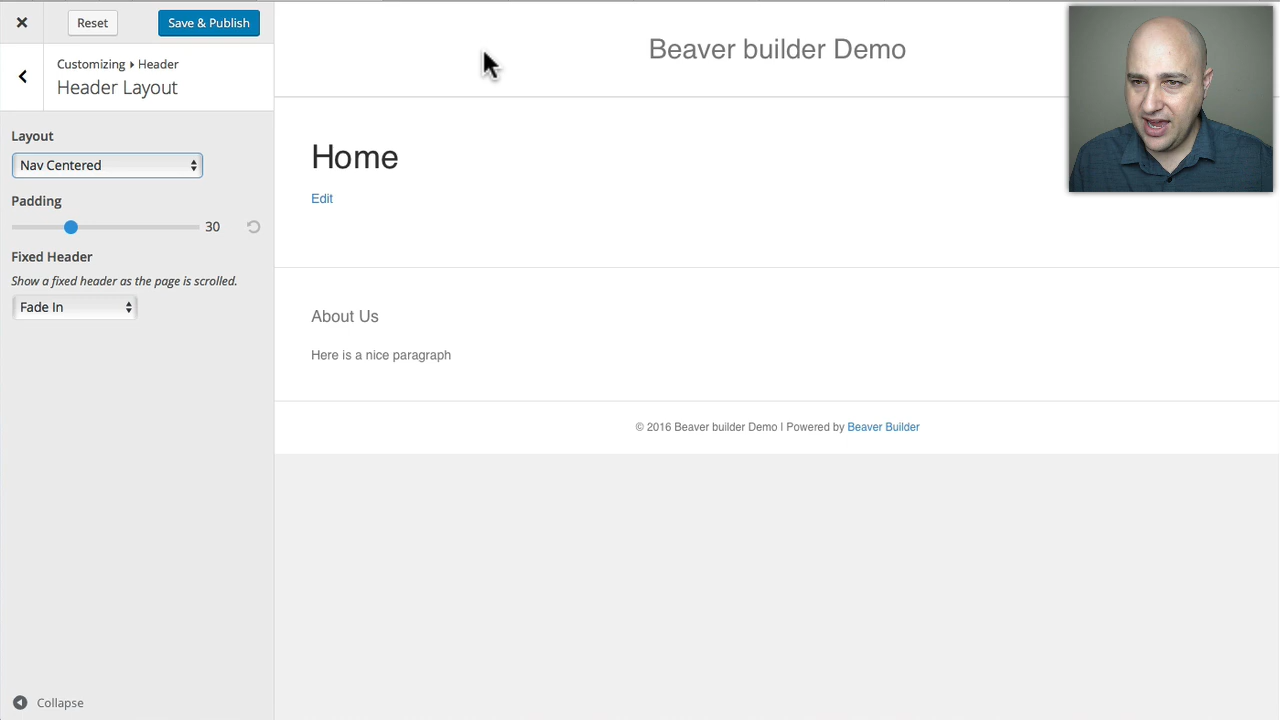 Reset
Save & Publish
Customizing ▸ Header
Header Layout
Layout
Nav Centered
Padding
30
Fixed Header
Show a fixed header as the page is scrolled.
Fade In
Collapse
Beaver builder Demo
Home
Edit
About Us
Here is a nice paragraph
© 2016 Beaver builder Demo | Powered by Beaver Builder